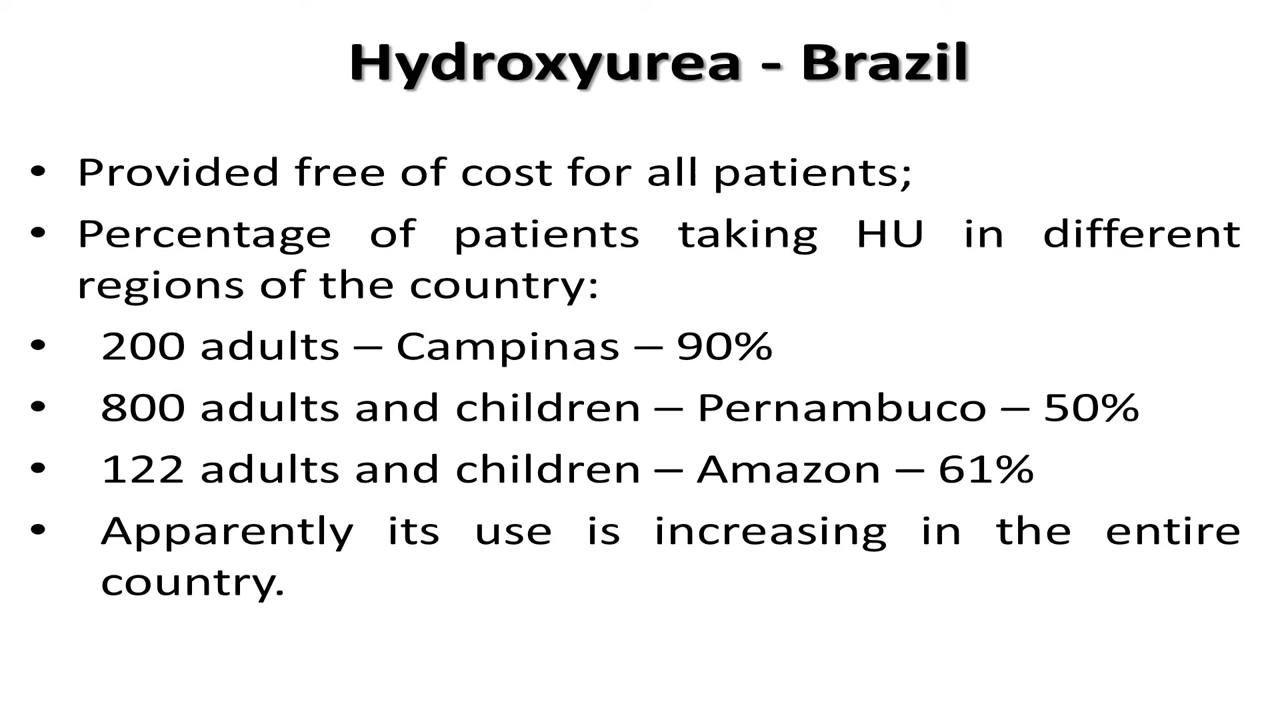 Hydroxyurea - Brazil
• Provided free of cost for all patients;
• Percentage of patients taking HU in different
regions of the country:
• 200 adults – Campinas – 90%
• 800 adults and children – Pernambuco – 50%
• 122 adults and children – Amazon – 61%
• Apparently its use is increasing in the entire
country.